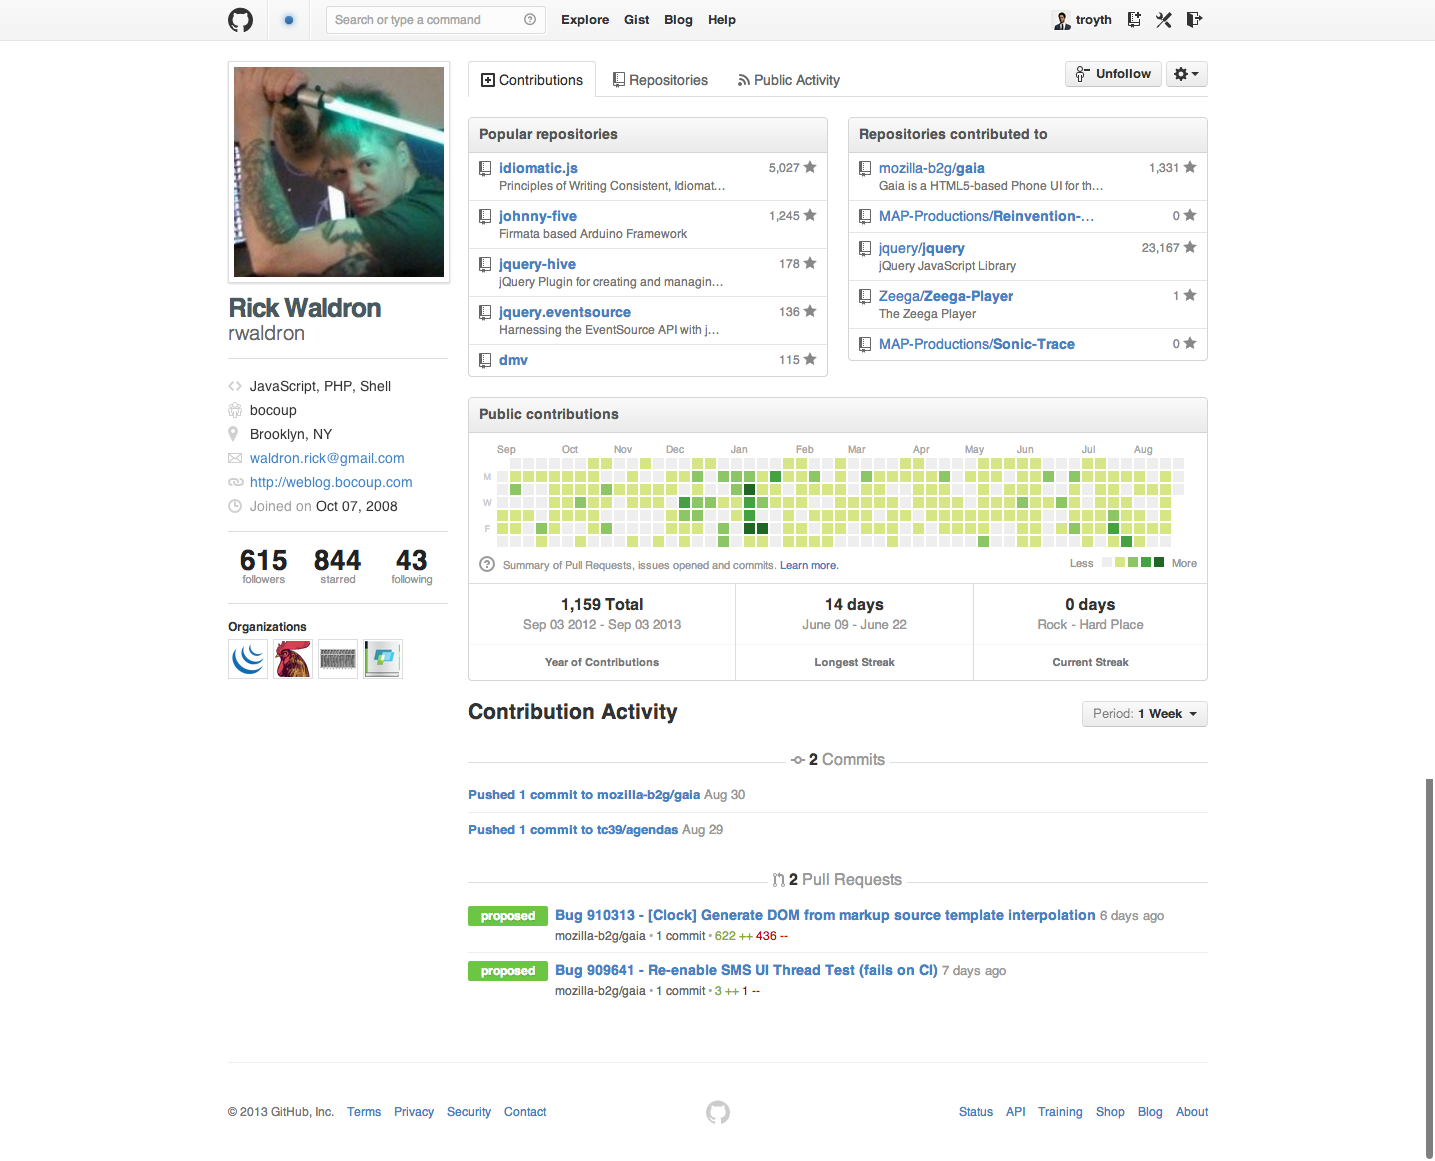 Search or type a command
Explore Gist Blog Help
troyth
Contributions Repositories Public Activity
Unfollow
Rick Waldron
rwaldron
JavaScript, PHP, Shell
bocoup
Brooklyn, NY
waldron.rick@gmail.com
http://weblog.bocoup.com
Joined on Oct 07, 2008
615 844 43
followers starred following
Organizations
Popular repositories
idiomatic.js 5,027
Principles of Writing Consistent, Idiomat…
johnny-five 1,245
Firmata based Arduino Framework
jquery-hive 178
jQuery Plugin for creating and managin…
jquery.eventsource 136
Harnessing the EventSource API with j…
dmv 115
Repositories contributed to
mozilla-b2g/gaia 1,331
Gaia is a HTML5-based Phone UI for th…
MAP-Productions/Reinvention-… 0
jquery/jquery 23,167
jQuery JavaScript Library
Zeega/Zeega-Player 1
The Zeega Player
MAP-Productions/Sonic-Trace 0
Public contributions
Sep Oct Nov Dec Jan Feb Mar Apr May Jun Jul Aug
M
W
F
Summary of Pull Requests, issues opened and commits. Learn more.
Less More
1,159 Total
Sep 03 2012 - Sep 03 2013
Year of Contributions
14 days
June 09 - June 22
Longest Streak
0 days
Rock - Hard Place
Current Streak
Contribution Activity
Period: 1 Week
2 Commits
Pushed 1 commit to mozilla-b2g/gaia Aug 30
Pushed 1 commit to tc39/agendas Aug 29
2 Pull Requests
proposed Bug 910313 - [Clock] Generate DOM from markup source template interpolation 6 days ago
mozilla-b2g/gaia • 1 commit • 622 ++ 436 --
proposed Bug 909641 - Re-enable SMS UI Thread Test (fails on CI) 7 days ago
mozilla-b2g/gaia • 1 commit • 3 ++ 1 --
© 2013 GitHub, Inc. Terms Privacy Security Contact
Status API Training Shop Blog About